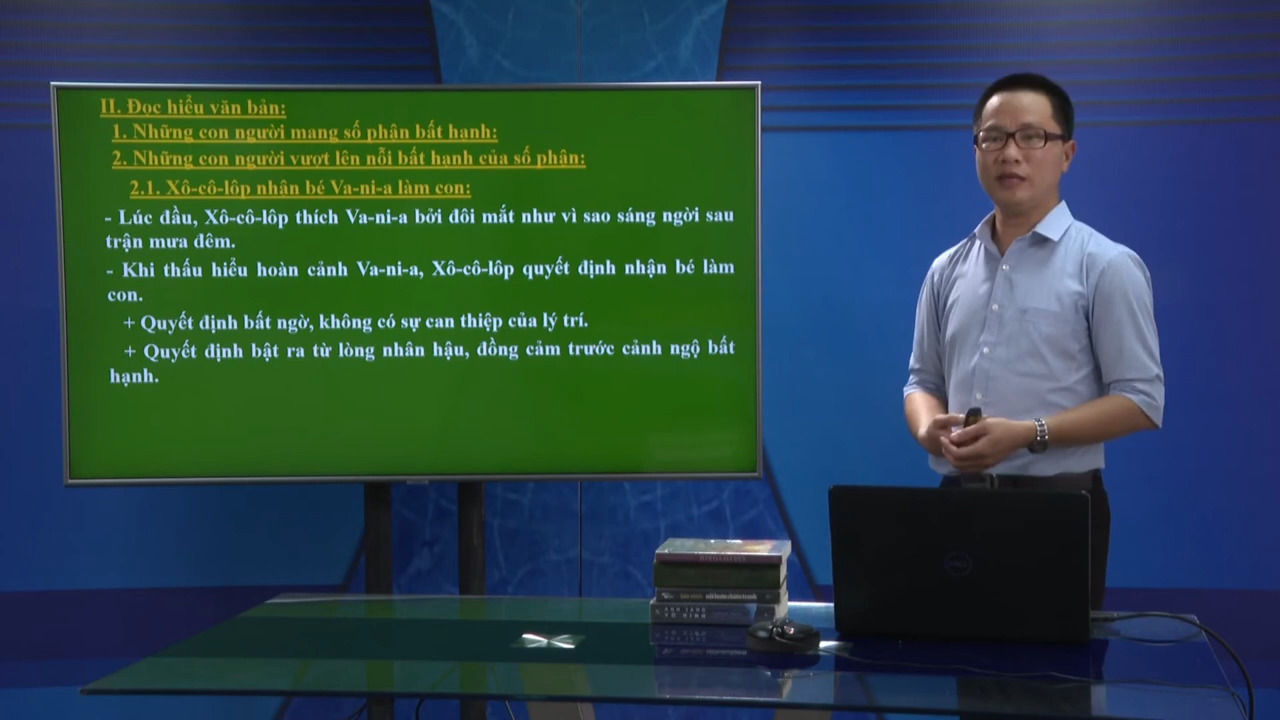 II. Đọc hiểu văn bản:
1. Những con người mang số phận bất hạnh:
2. Những con người vượt lên nỗi bất hạnh của số phận:
2.1. Xô-cô-lôp nhận bé Va-ni-a làm con:
- Lúc đầu, Xô-cô-lôp thích Va-ni-a bởi đôi mắt như vì sao sáng ngời sau
trận mưa đêm.
- Khi thấu hiểu hoàn cảnh Va-ni-a, Xô-cô-lôp quyết định nhận bé làm
con.
+ Quyết định bất ngờ, không có sự can thiệp của lý trí.
+ Quyết định bật ra từ lòng nhân hậu, đồng cảm trước cảnh ngộ bất
hạnh.
DELL